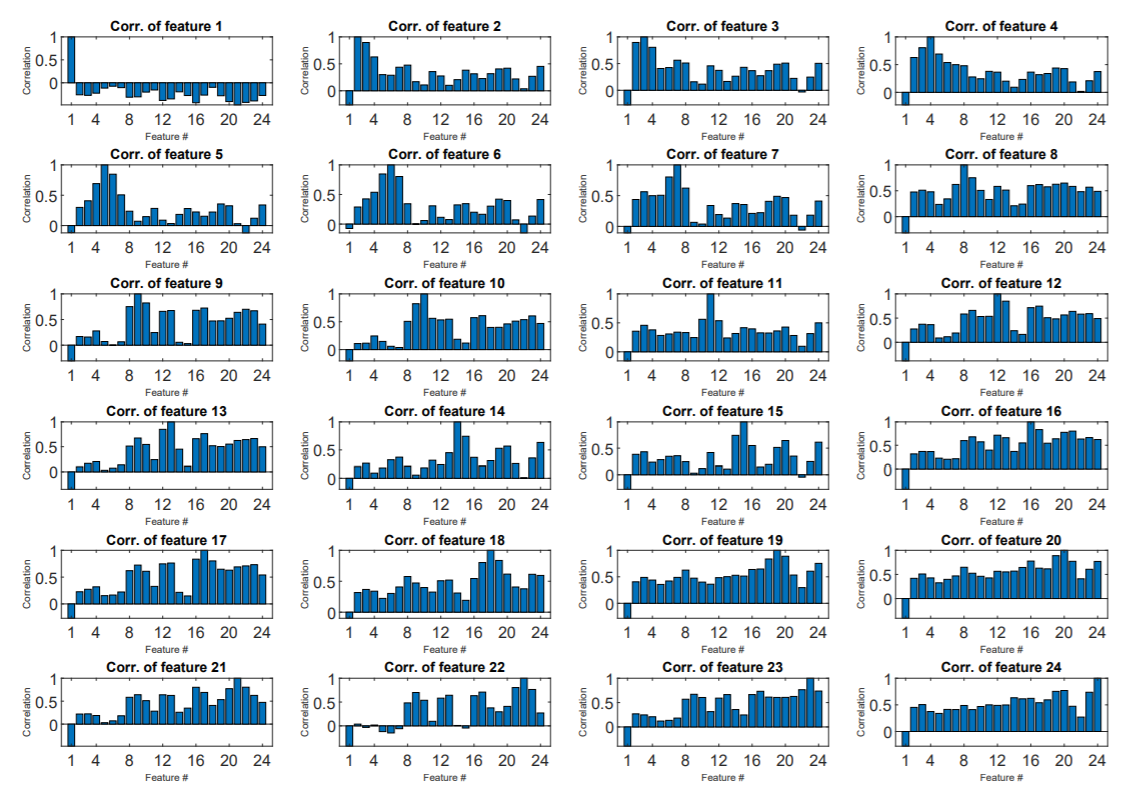 Corr. of feature 1 Corr. of feature 2 Corr. of feature 3 Corr. of feature 4
Correlation 1 0 Correlation 1 0.5 0 Correlation 1 0.5 0 Correlation 1 0.5 0
1 4 8 12 16 20 24 1 4 8 12 16 20 24 1 4 8 12 16 20 24 1 4 8 12 16 20 24
Feature # Feature # Feature # Feature #
Corr. of feature 5 Corr. of feature 6 Corr. of feature 7 Corr. of feature 8
Correlation 1 0.5 0 Correlation 1 0.5 0 Correlation 1 0.5 0 Correlation 1 0.5 0
1 4 8 12 16 20 24 1 4 8 12 16 20 24 1 4 8 12 16 20 24 1 4 8 12 16 20 24
Feature # Feature # Feature # Feature #
Corr. of feature 9 Corr. of feature 10 Corr. of feature 11 Corr. of feature 12
Correlation 1 0.5 0 Correlation 1 0.5 0 Correlation 1 0.5 0 Correlation 1 0.5 0
1 4 8 12 16 20 24 1 4 8 12 16 20 24 1 4 8 12 16 20 24 1 4 8 12 16 20 24
Feature # Feature # Feature # Feature #
Corr. of feature 13 Corr. of feature 14 Corr. of feature 15 Corr. of feature 16
Correlation 1 0.5 0 Correlation 1 0.5 0 Correlation 1 0.5 0 Correlation 1 0.5 0
1 4 8 12 16 20 24 1 4 8 12 16 20 24 1 4 8 12 16 20 24 1 4 8 12 16 20 24
Feature # Feature # Feature # Feature #
Corr. of feature 17 Corr. of feature 18 Corr. of feature 19 Corr. of feature 20
Correlation 1 0.5 0 Correlation 1 0.5 0 Correlation 1 0.5 0 Correlation 1 0.5 0
1 4 8 12 16 20 24 1 4 8 12 16 20 24 1 4 8 12 16 20 24 1 4 8 12 16 20 24
Feature # Feature # Feature # Feature #
Corr. of feature 21 Corr. of feature 22 Corr. of feature 23 Corr. of feature 24
Correlation 1 0.5 0 Correlation 1 0.5 0 Correlation 1 0.5 0 Correlation 1 0.5 0
1 4 8 12 16 20 24 1 4 8 12 16 20 24 1 4 8 12 16 20 24 1 4 8 12 16 20 24
Feature # Feature # Feature # Feature #